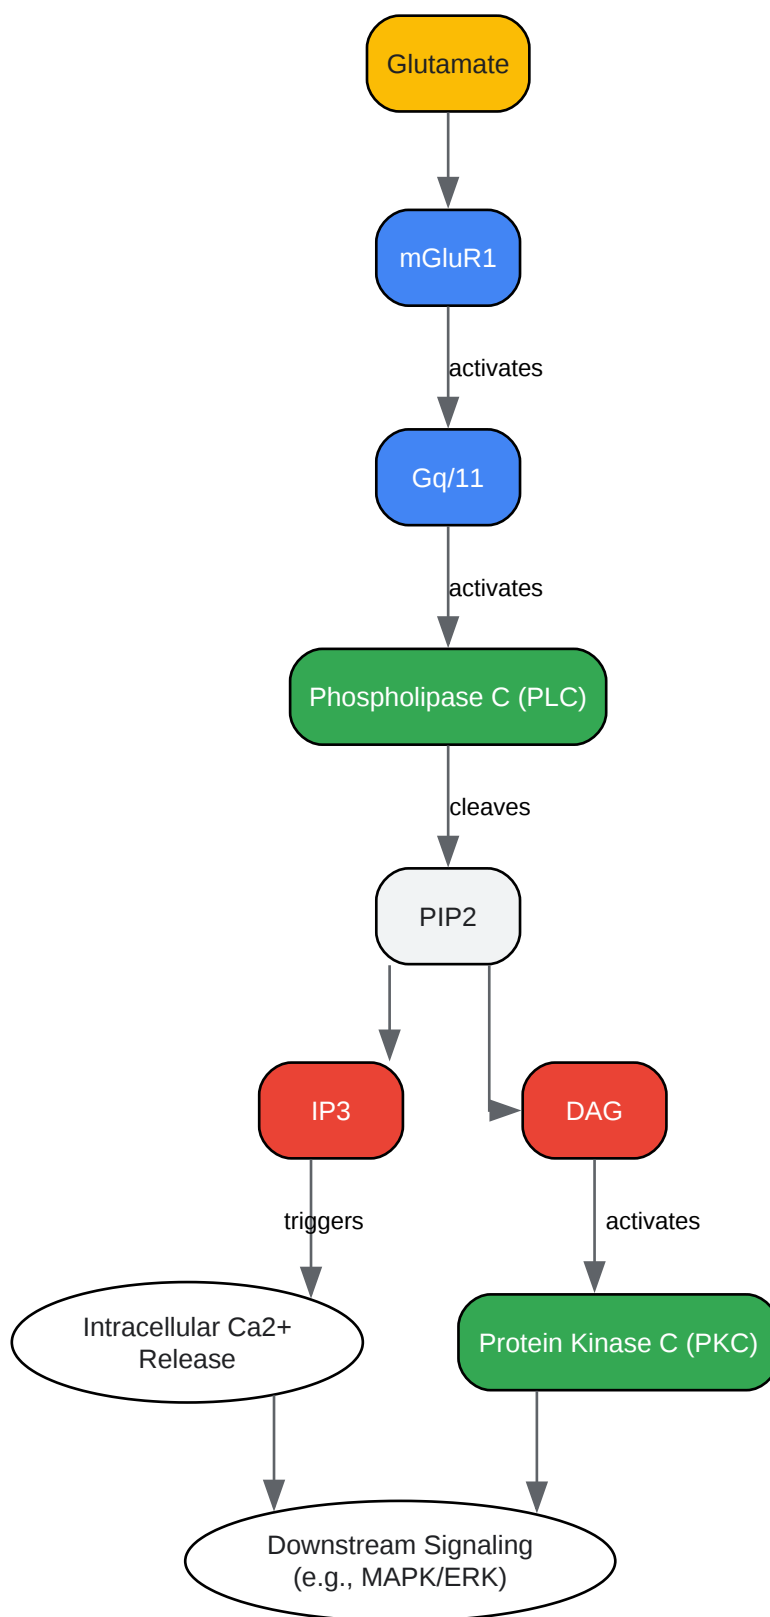 Glutamate
mGluR1
activates
Gq/11
activates
Phospholipase C (PLC)
cleaves
PIP2
IP3
DAG
triggers
activates
Intracellular Ca2+
Release
Protein Kinase C (PKC)
Downstream Signaling
(e.g., MAPK/ERK)